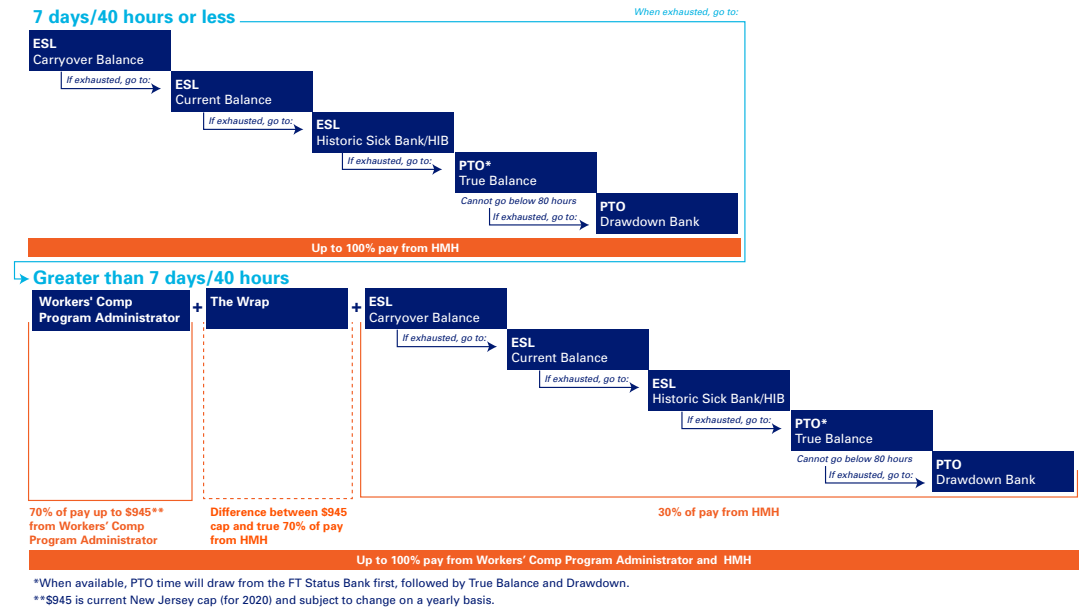 7 days/40 hours or less
When exhausted, go to:
ESL
Carryover Balance
If exhausted, go to:
ESL
Current Balance
If exhausted, go to:
ESL
Historic Sick Bank/HIB
If exhausted, go to:
PTO*
True Balance
Cannot go below 80 hours
If exhausted, go to:
PTO
Drawdown Bank
Up to 100% pay from HMH
Greater than 7 days/40 hours
Workers' Comp
Program Administrator
+
The Wrap
+
ESL
Carryover Balance
If exhausted, go to:
ESL
Current Balance
If exhausted, go to:
ESL
Historic Sick Bank/HIB
If exhausted, go to:
PTO*
True Balance
Cannot go below 80 hours
If exhausted, go to:
PTO
Drawdown Bank
70% of pay up to $945**
from Workers’ Comp
Program Administrator
Difference between $945
cap and true 70% of pay
from HMH
30% of pay from HMH
Up to 100% pay from Workers’ Comp Program Administrator and HMH
*When available, PTO time will draw from the FT Status Bank first, followed by True Balance and Drawdown.
**$945 is current New Jersey cap (for 2020) and subject to change on a yearly basis.